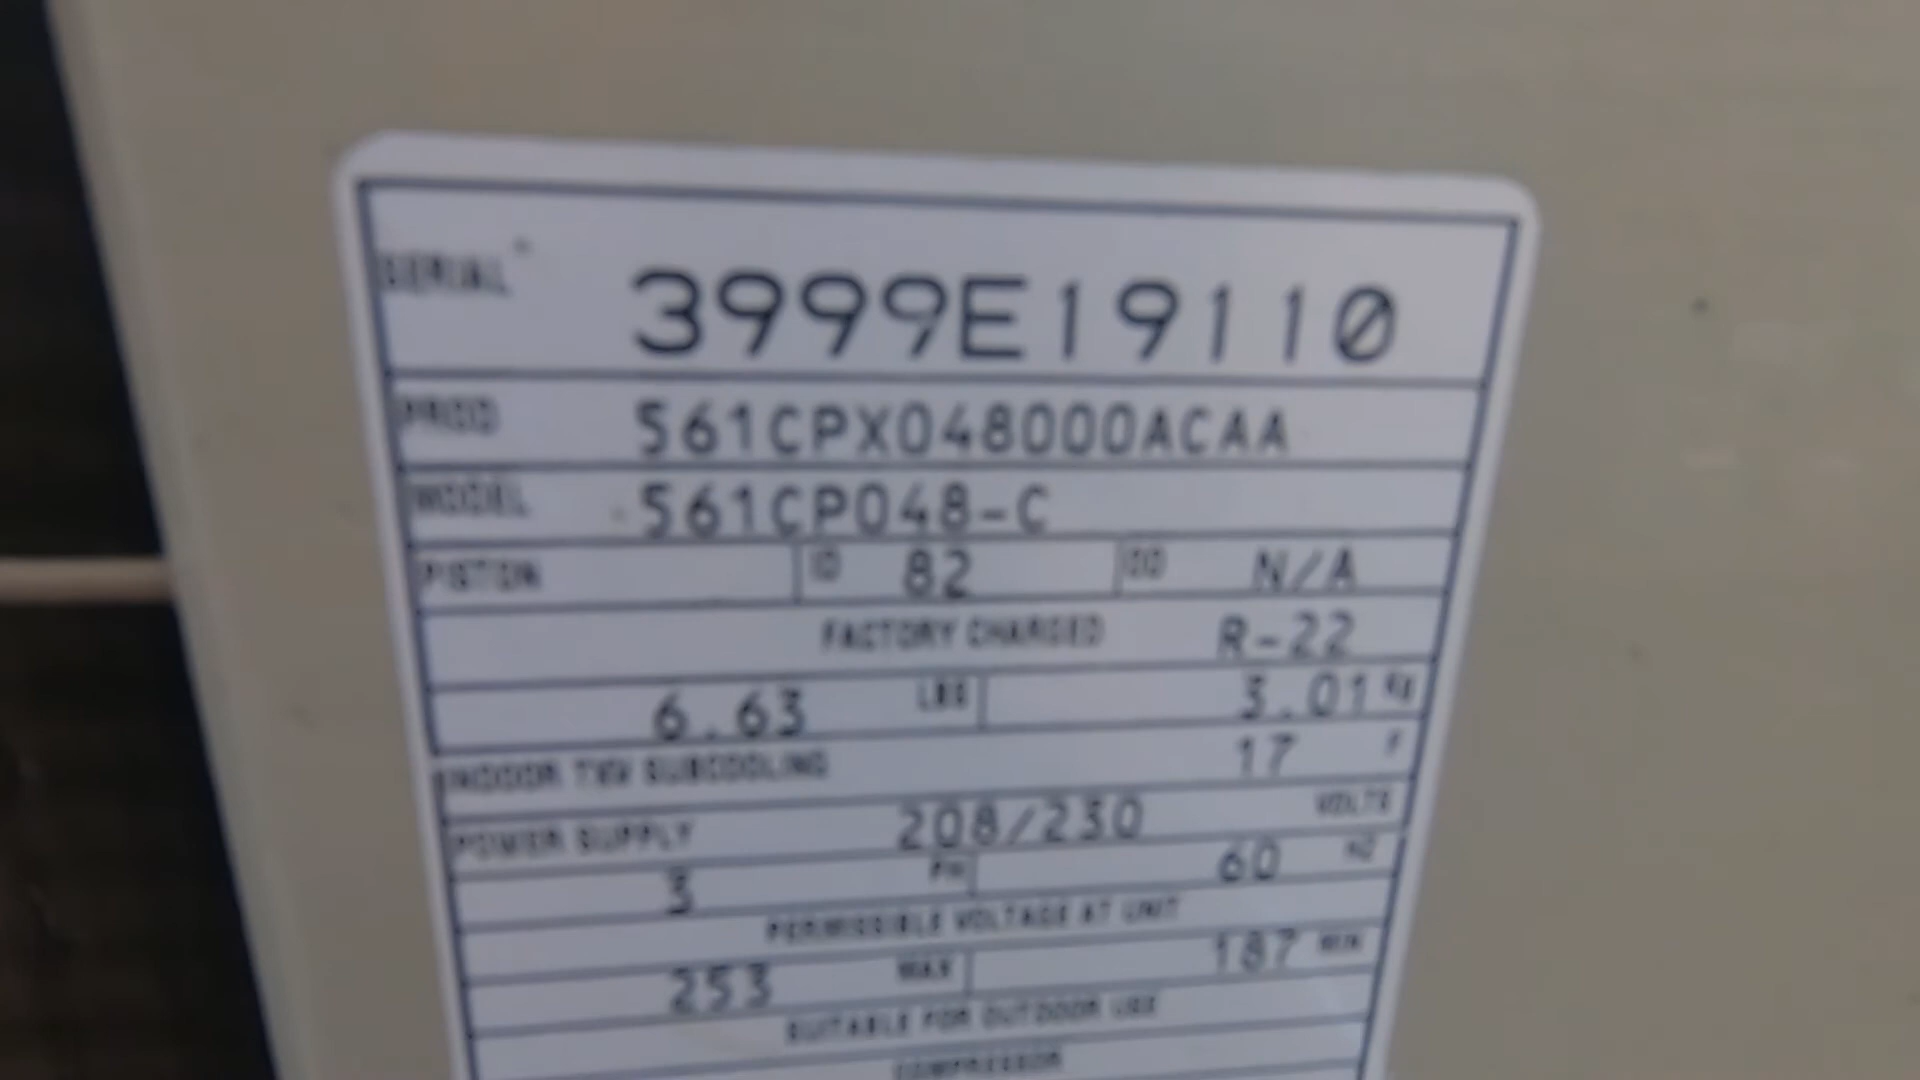 SERIAL 3999E19110
PROD 561CPX048000ACAA
MODEL 561CP048-C
PISTON ID 82 OD N/A
FACTORY CHARGED R-22
6.63 LBS 3.01 Kg
INDOOR TXV SUBCOOLING 17 F
POWER SUPPLY 208/230 VOLTS
3 PH 60 HZ
PERMISSIBLE VOLTAGE AT UNIT
253 MAX 187 MIN
SUITABLE FOR OUTDOOR USE
COMPRESSOR